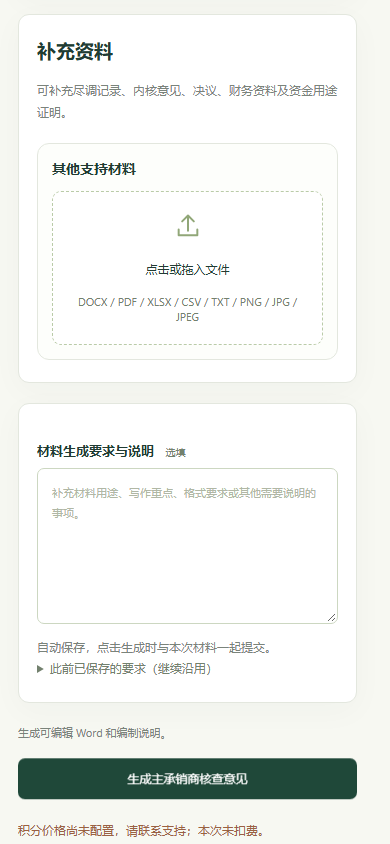 补充资料
可补充尽调记录、内核意见、决议、财务资料及资金用途
证明。
其他支持材料
点击或拖入文件
DOCX / PDF / XLSX / CSV / TXT / PNG / JPG /
JPEG
材料生成要求与说明 选填
补充材料用途、写作重点、格式要求或其他需要说明的
事项。
自动保存，点击生成时与本次材料一起提交。
▶ 此前已保存的要求（继续沿用）
生成可编辑 Word 和编制说明。
生成主承销商核查意见
积分价格尚未配置，请联系支持；本次未扣费。